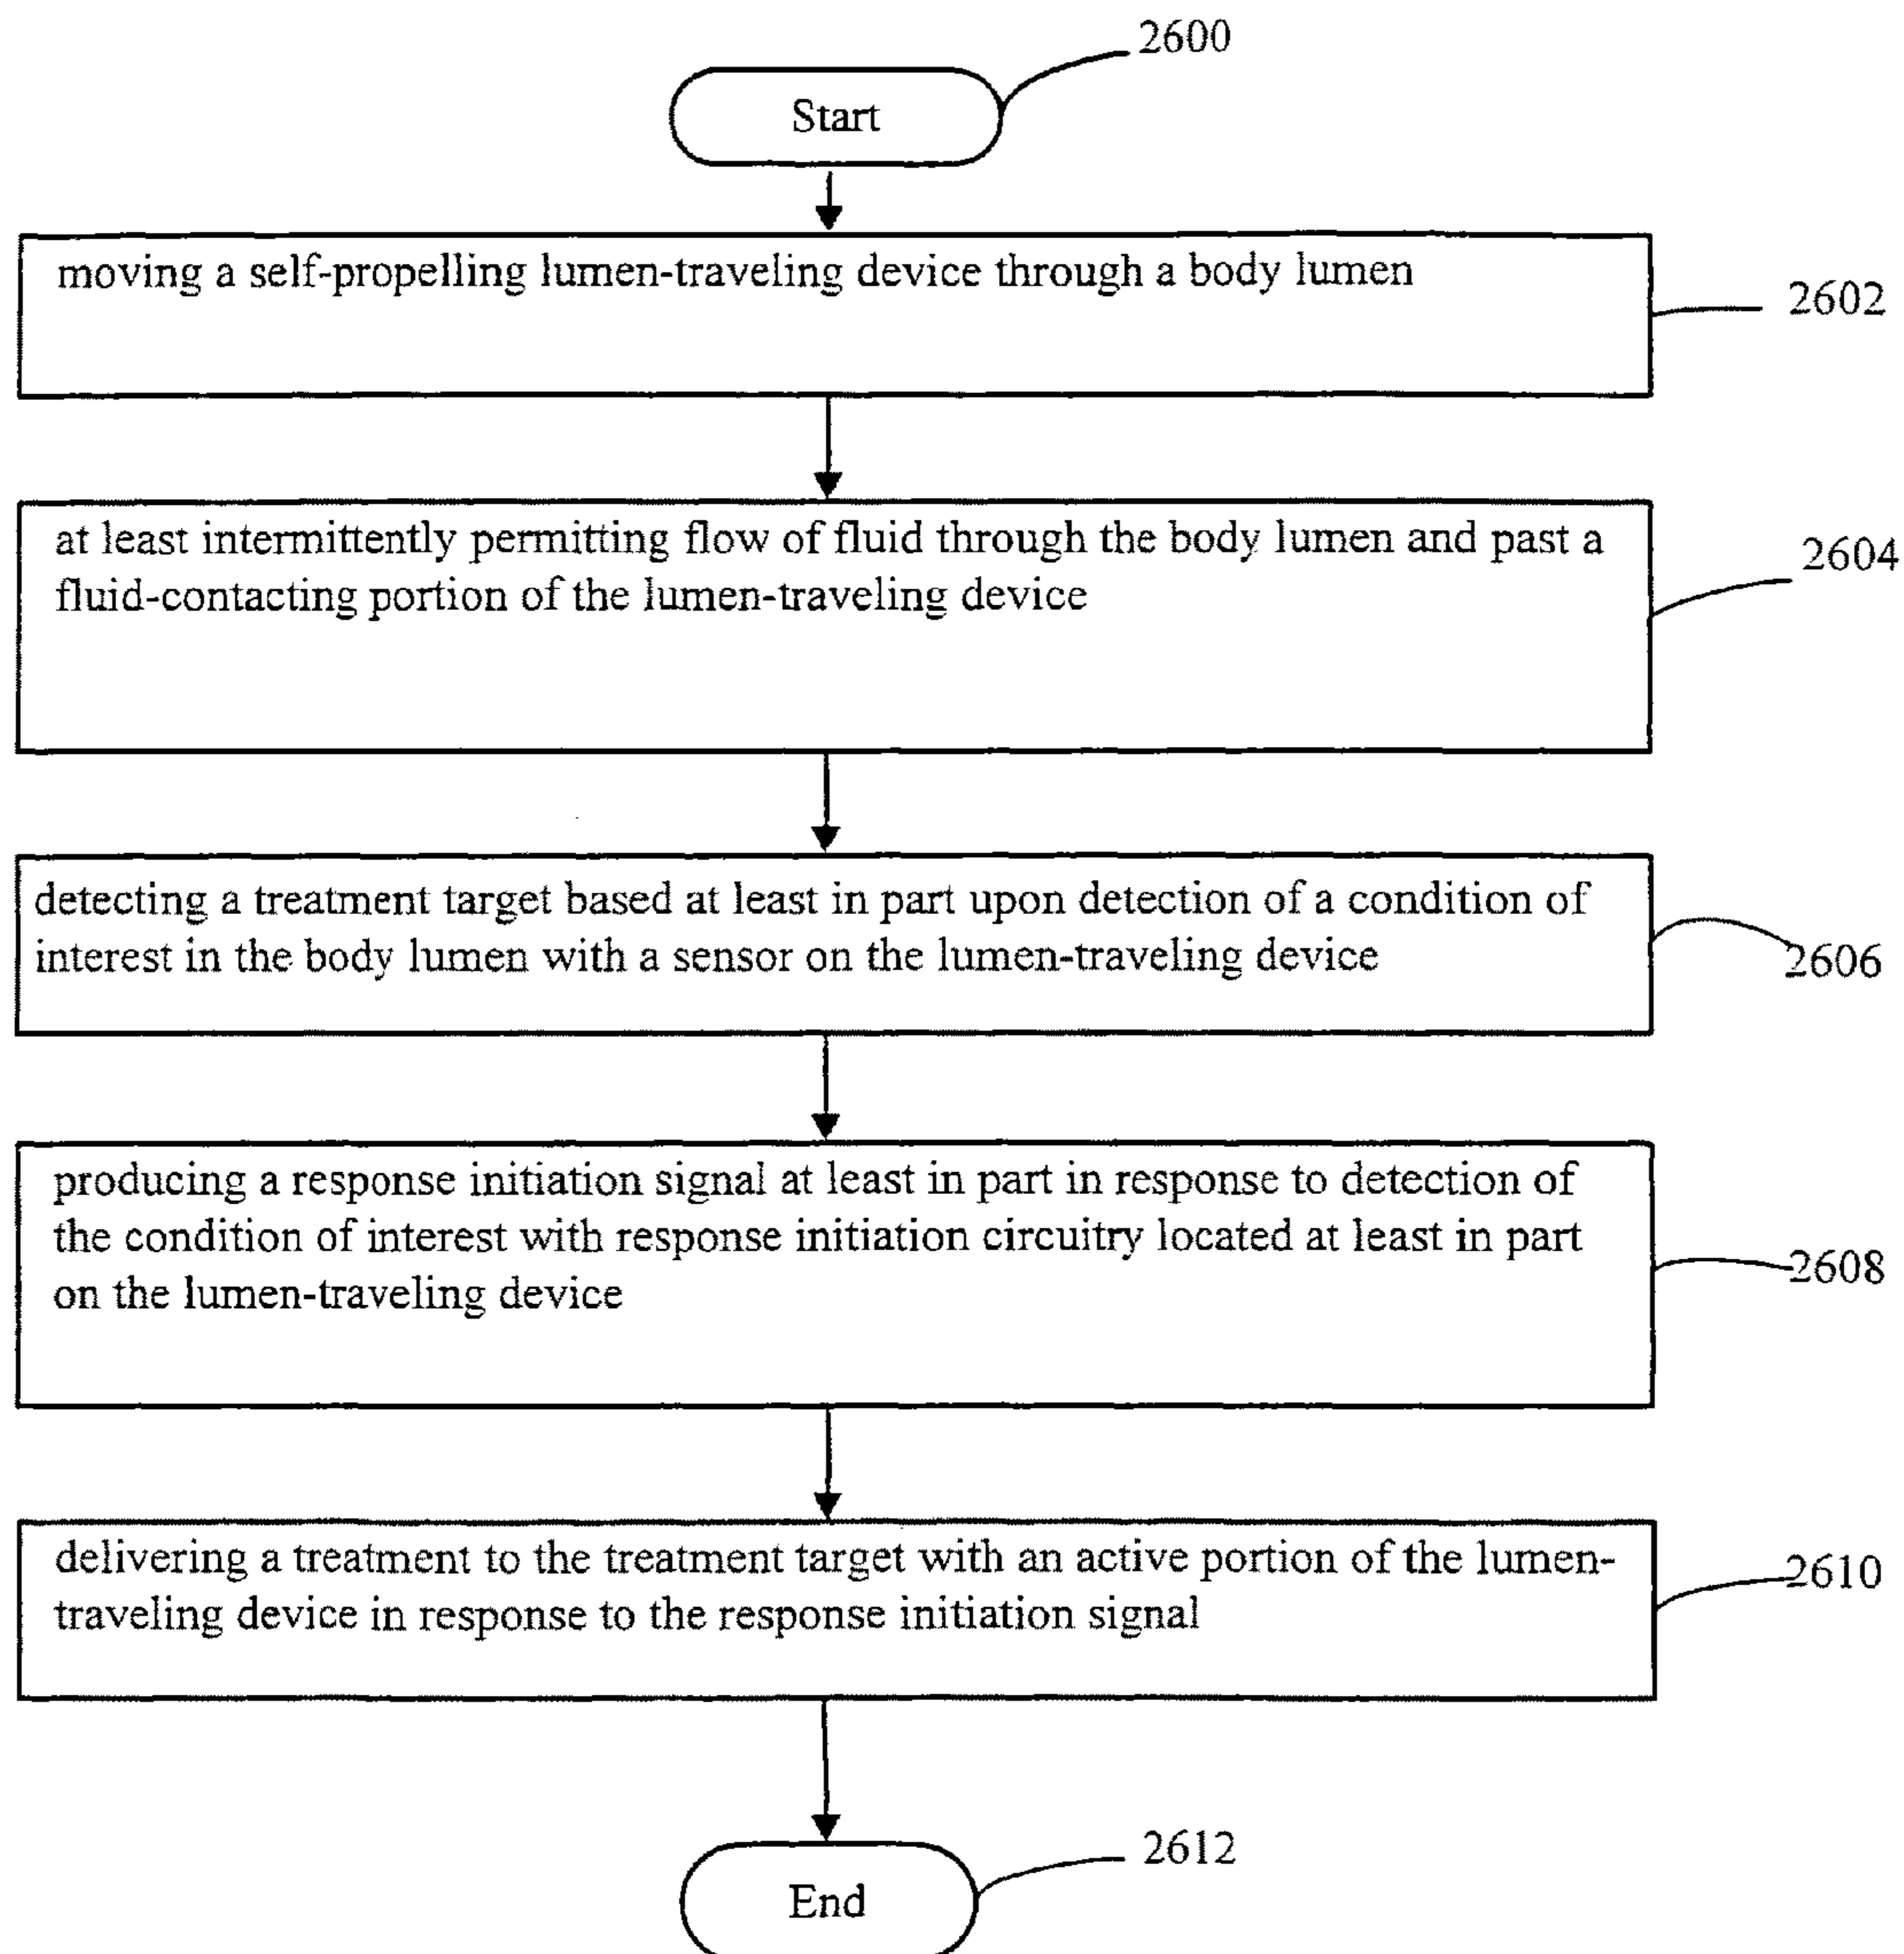 2600
Start
moving a self-propelling lumen-traveling device through a body lumen
2602
at least intermittently permitting flow of fluid through the body lumen and past a
fluid-contacting portion of the lumen-traveling device
2604
detecting a treatment target based at least in part upon detection of a condition of
interest in the body lumen with a sensor on the lumen-traveling device
2606
producing a response initiation signal at least in part in response to detection of
the condition of interest with response initiation circuitry located at least in part
on the lumen-traveling device
2608
delivering a treatment to the treatment target with an active portion of the lumen-
traveling device in response to the response initiation signal
2610
2612
End